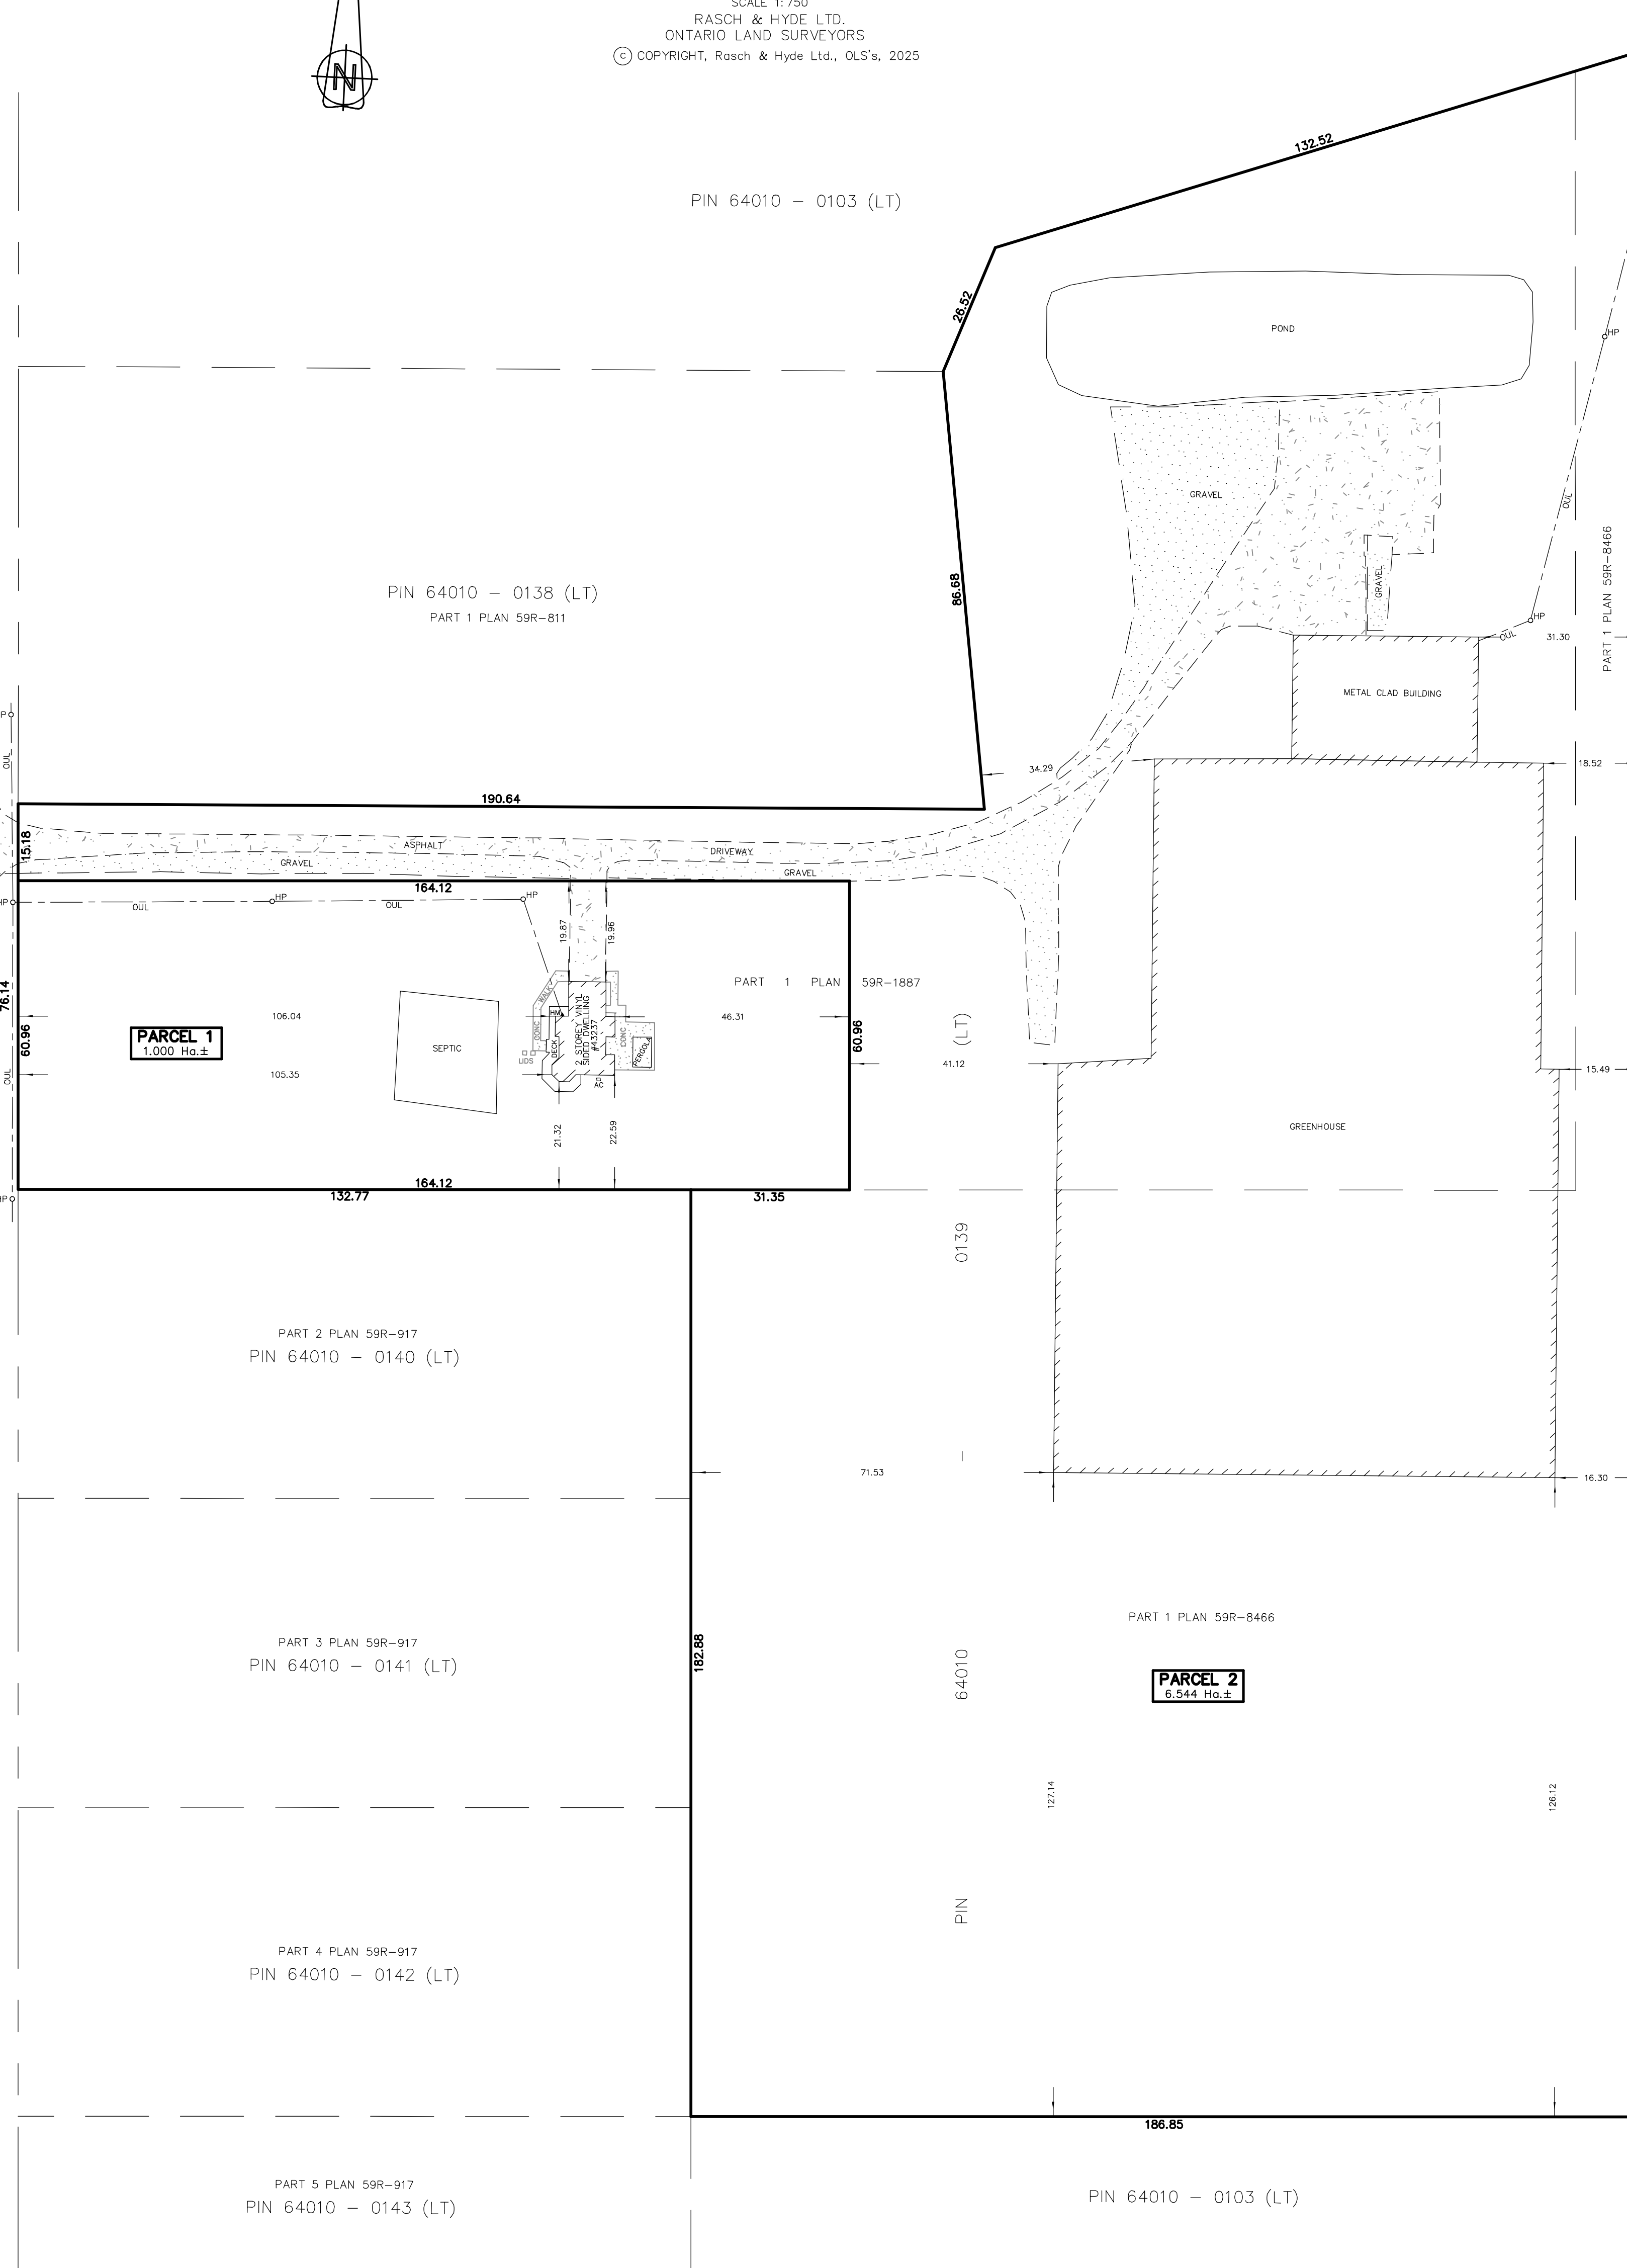 SCALE 1:750
RASCH & HYDE LTD.
ONTARIO LAND SURVEYORS
© COPYRIGHT, Rasch & Hyde Ltd., OLS's, 2025
N
132.52
PIN 64010 – 0103 (LT)
26.52
POND
HP
GRAVEL
OUL
PART 1 PLAN 59R–8466
86.68
GRAVEL
PIN 64010 – 0138 (LT)
PART 1 PLAN 59R–811
HP
OUL
31.30
METAL CLAD BUILDING
OUL
34.29
18.52
190.64
15.18
ASPHALT
DRIVEWAY
GRAVEL
GRAVEL
164.12
HP
OUL
HP
OUL
HP
19.87
19.96
PART 1 PLAN 59R–1887
76.14
60.96
OUL
PARCEL 1
1.000 Ha.±
106.04
105.35
SEPTIC
WALK
CONC
HM
DECK
LIDS
2 STOREY VINYL
SIDED DWELLING
#43237
CONC
PERGOLA
AC
46.31
60.96
(LT)
41.12
15.49
21.32
22.59
GREENHOUSE
164.12
132.77
31.35
0139
PART 2 PLAN 59R–917
PIN 64010 – 0140 (LT)
–
71.53
16.30
PART 3 PLAN 59R–917
PIN 64010 – 0141 (LT)
182.88
64010
PART 1 PLAN 59R–8466
PARCEL 2
6.544 Ha.±
127.14
126.12
PIN
PART 4 PLAN 59R–917
PIN 64010 – 0142 (LT)
186.85
PART 5 PLAN 59R–917
PIN 64010 – 0143 (LT)
PIN 64010 – 0103 (LT)